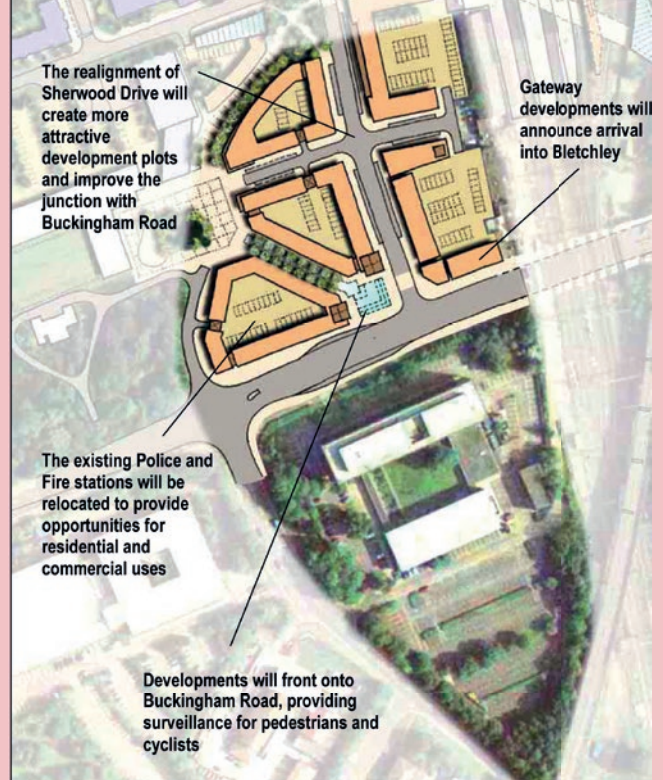 The realignment of
Sherwood Drive will
create more
attractive
development plots
and improve the
junction with
Buckingham Road
Gateway
developments will
announce arrival
into Bletchley
The existing Police and
Fire stations will be
relocated to provide
opportunities for
residential and
commercial uses
Developments will front onto
Buckingham Road, providing
surveillance for pedestrians and
cyclists